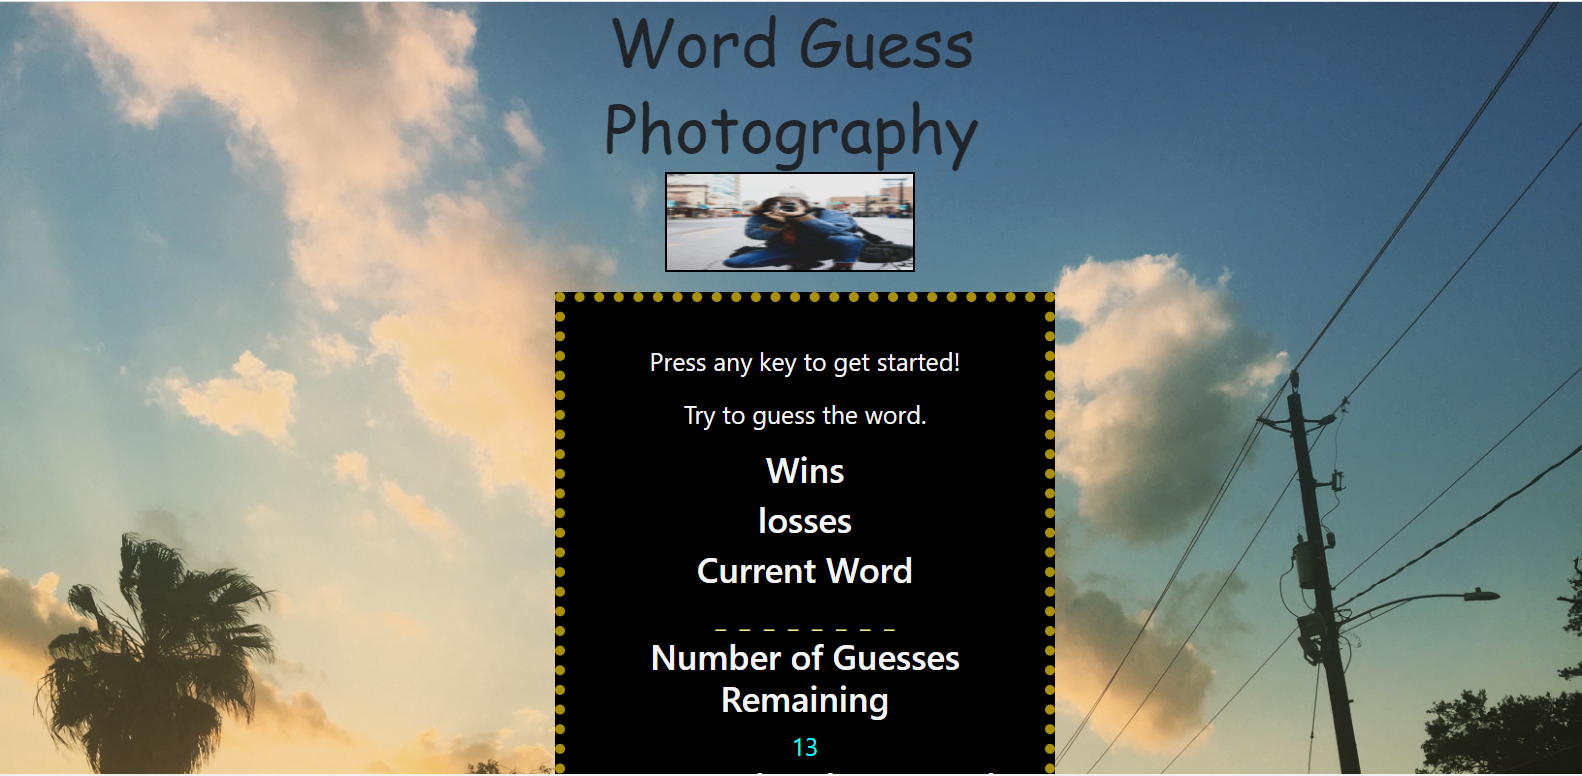 Word Guess
Photography
Press any key to get started!
Try to guess the word.
Wins
losses
Current Word
_ _ _ _ _ _ _ _
Number of Guesses
Remaining
13